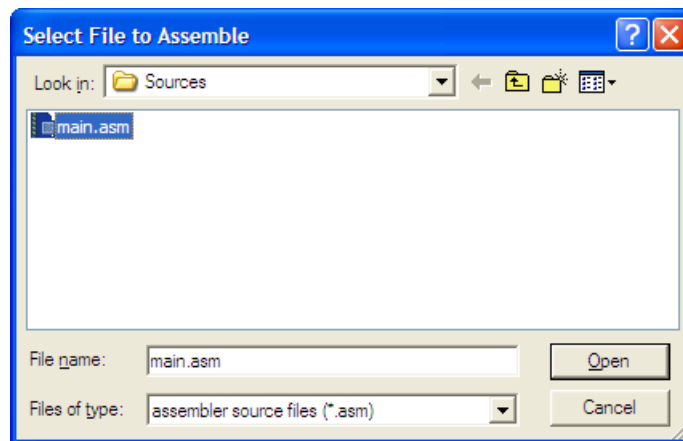 Select File to Assemble
Look in: Sources
main.asm
File name: main.asm Open
Files of type: assembler source files (*.asm) Cancel